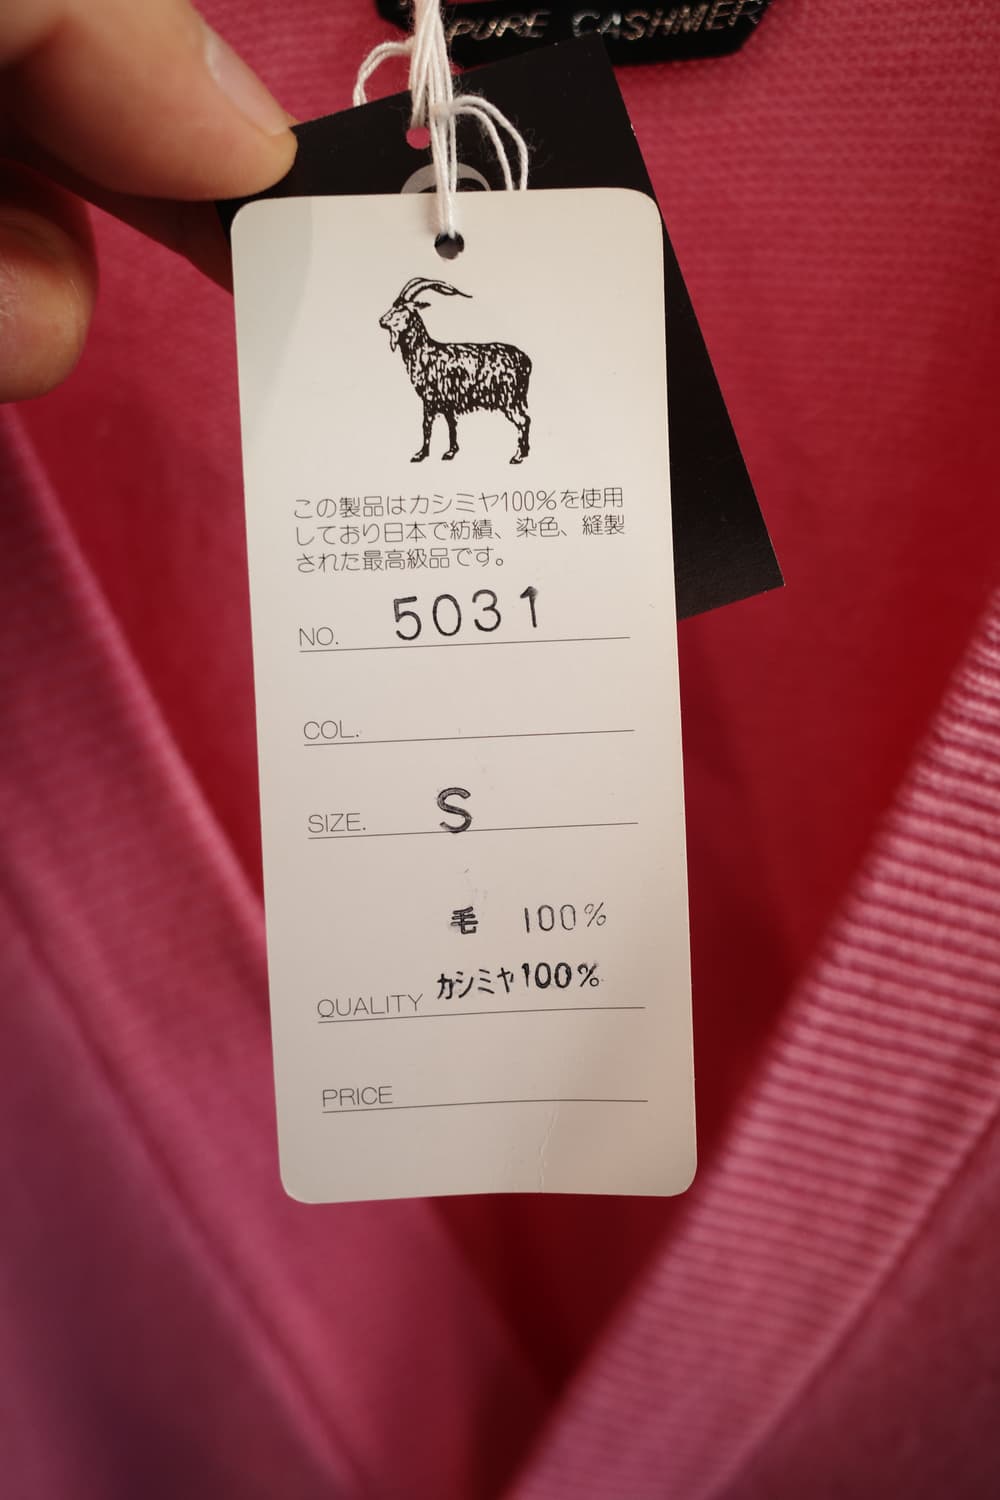 PURE CASHMER
この製品はカシミヤ100%を使用
しており日本で紡績、染色、縫製
された最高級品です。
NO. 5031
COL.
SIZE. S
毛 100%
QUALITY カシミヤ100%
PRICE